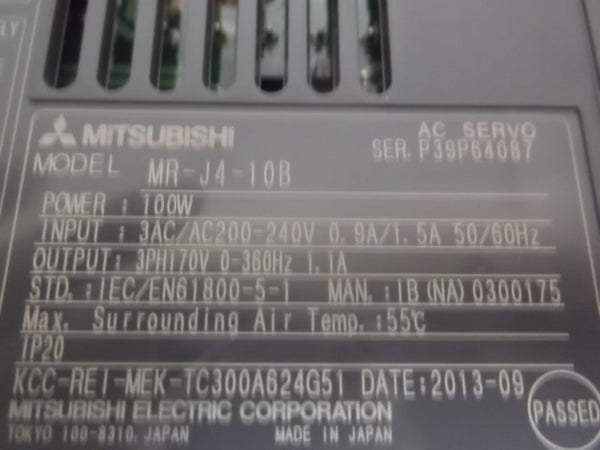 MITSUBISHI
AC SERVO
MODEL MR-J4-10B
SER. P39P64087
POWER : 100W
INPUT : 3AC/AC200-240V 0.9A/1.5A 50/60Hz
OUTPUT: 3PH170V 0-360Hz 1.1A
STD.: IEC/EN61800-5-1 MAN.: IB(NA)0300175
Max. Surrounding Air Temp.:55℃
IP20
KCC-REI-MEK-TC300A624G51 DATE:2013-09
MITSUBISHI ELECTRIC CORPORATION
TOKYO 100-8310, JAPAN MADE IN JAPAN
PASSED